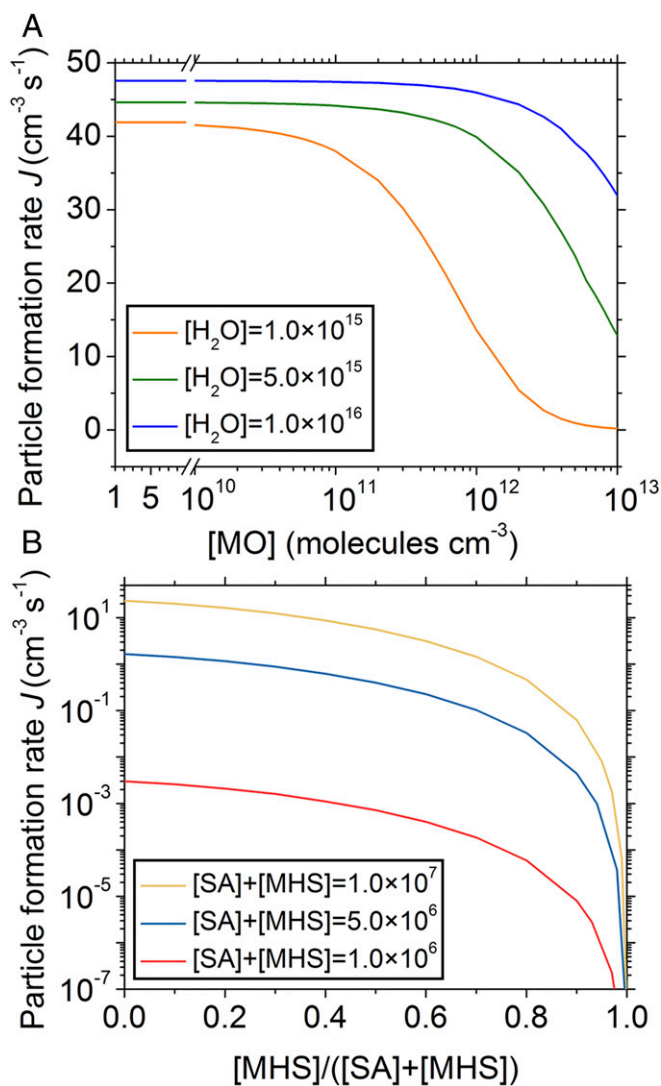 A
Particle formation rate J (cm⁻³ s⁻¹)
50
40
30
20
10
0
[H₂O]=1.0×10¹⁵
[H₂O]=5.0×10¹⁵
[H₂O]=1.0×10¹⁶
1 5 10¹⁰ 10¹¹ 10¹² 10¹³
[MO] (molecules cm⁻³)
B
Particle formation rate J (cm⁻³ s⁻¹)
10¹
10⁻¹
10⁻³
10⁻⁵
10⁻⁷
[SA]+[MHS]=1.0×10⁷
[SA]+[MHS]=5.0×10⁶
[SA]+[MHS]=1.0×10⁶
0.0 0.2 0.4 0.6 0.8 1.0
[MHS]/([SA]+[MHS])